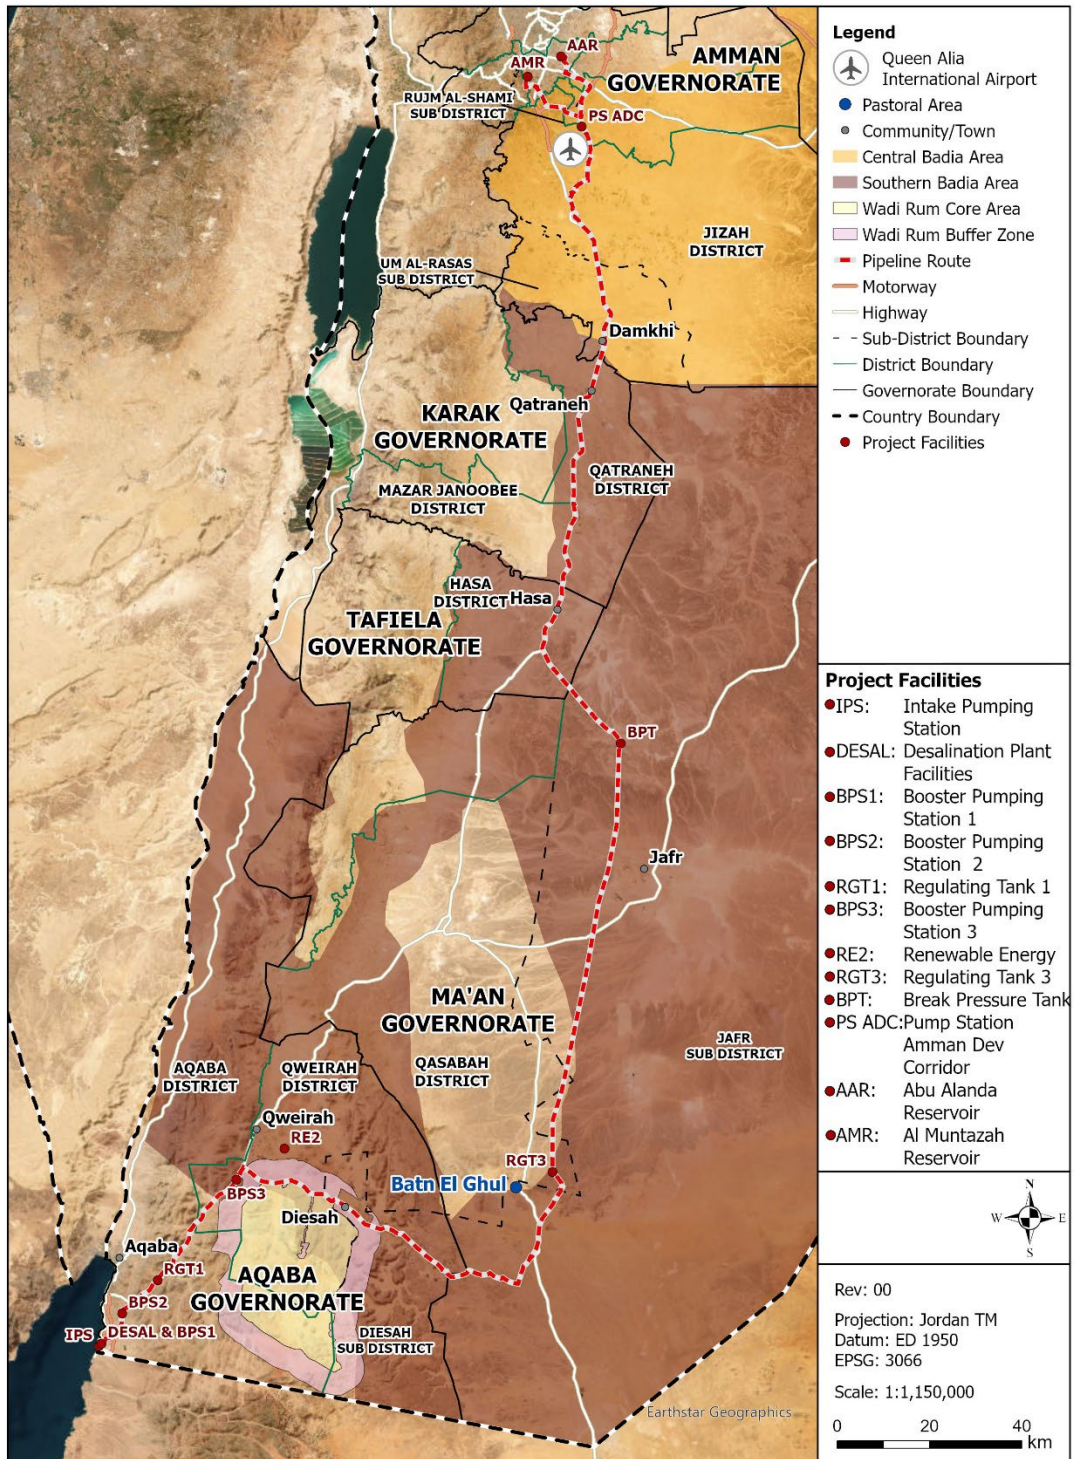 AAR
AMR
AMMAN
GOVERNORATE
RUJM AL-SHAMI
SUB DISTRICT
PS ADC
JIZAH
DISTRICT
UM AL-RASAS
SUB DISTRICT
Damkhi
Qatraneh
KARAK
GOVERNORATE
QATRANEH
DISTRICT
MAZAR JANOOBEE
DISTRICT
HASA
DISTRICT
Hasa
TAFIELA
GOVERNORATE
BPT
Jafr
MA'AN
GOVERNORATE
JAFR
SUB DISTRICT
AQABA
DISTRICT
QWEIRAH
DISTRICT
QASABAH
DISTRICT
Qweirah
RE2
RGT3
Batn El Ghul
BPS3
Diesah
Aqaba
RGT1
AQABA
GOVERNORATE
BPS2
IPS
DESAL & BPS1
DIESAH
SUB DISTRICT
Earthstar Geographics
Legend
Queen Alia
International Airport
Pastoral Area
Community/Town
Central Badia Area
Southern Badia Area
Wadi Rum Core Area
Wadi Rum Buffer Zone
Pipeline Route
Motorway
Highway
Sub-District Boundary
District Boundary
Governorate Boundary
Country Boundary
Project Facilities
Project Facilities
IPS: Intake Pumping
Station
DESAL: Desalination Plant
Facilities
BPS1: Booster Pumping
Station 1
BPS2: Booster Pumping
Station 2
RGT1: Regulating Tank 1
BPS3: Booster Pumping
Station 3
RE2: Renewable Energy
RGT3: Regulating Tank 3
BPT: Break Pressure Tank
PS ADC: Pump Station
Amman Dev
Corridor
AAR: Abu Alanda
Reservoir
AMR: Al Muntazah
Reservoir
N
W E
S
Rev: 00
Projection: Jordan TM
Datum: ED 1950
EPSG: 3066
Scale: 1:1,150,000
0 20 40
km